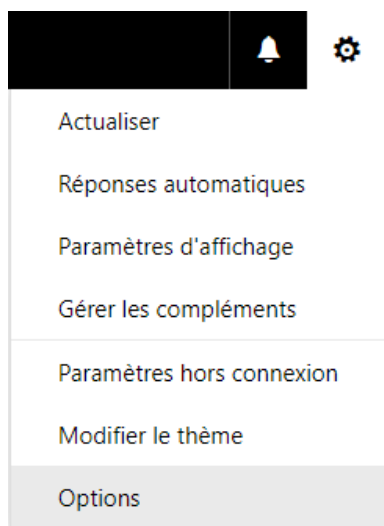 Actualiser
Réponses automatiques
Paramètres d'affichage
Gérer les compléments
Paramètres hors connexion
Modifier le thème
Options